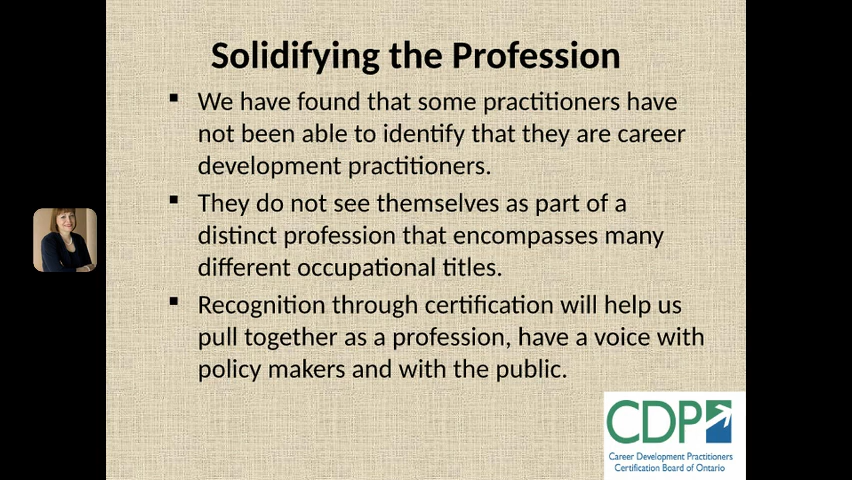 Solidifying the Profession
▪ We have found that some practitioners have
not been able to identify that they are career
development practitioners.
▪ They do not see themselves as part of a
distinct profession that encompasses many
different occupational titles.
▪ Recognition through certification will help us
pull together as a profession, have a voice with
policy makers and with the public.
CDP
Career Development Practitioners
Certification Board of Ontario